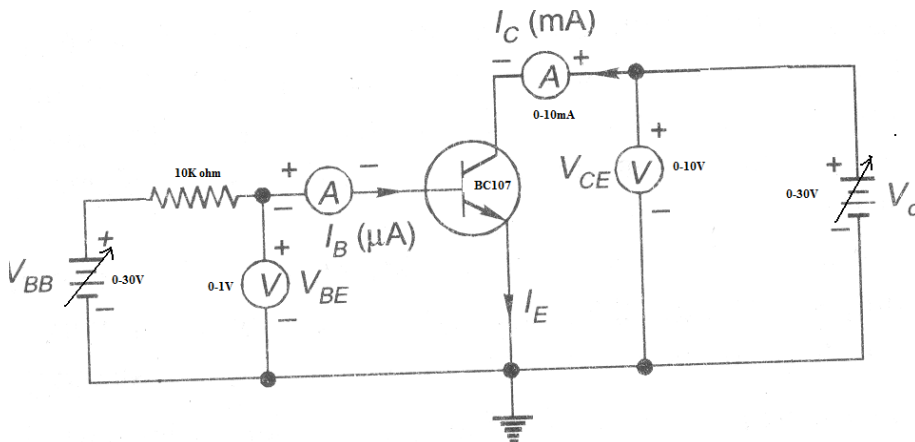 I_C (mA)
− A +
0-10mA
10K ohm
+ A −
−
I_B (μA)
BC107
+
V_CE V 0-10V
−
+
0-30V
−
V_C
+
V_BB 0-30V
−
+
0-1V V V_BE
−
I_E